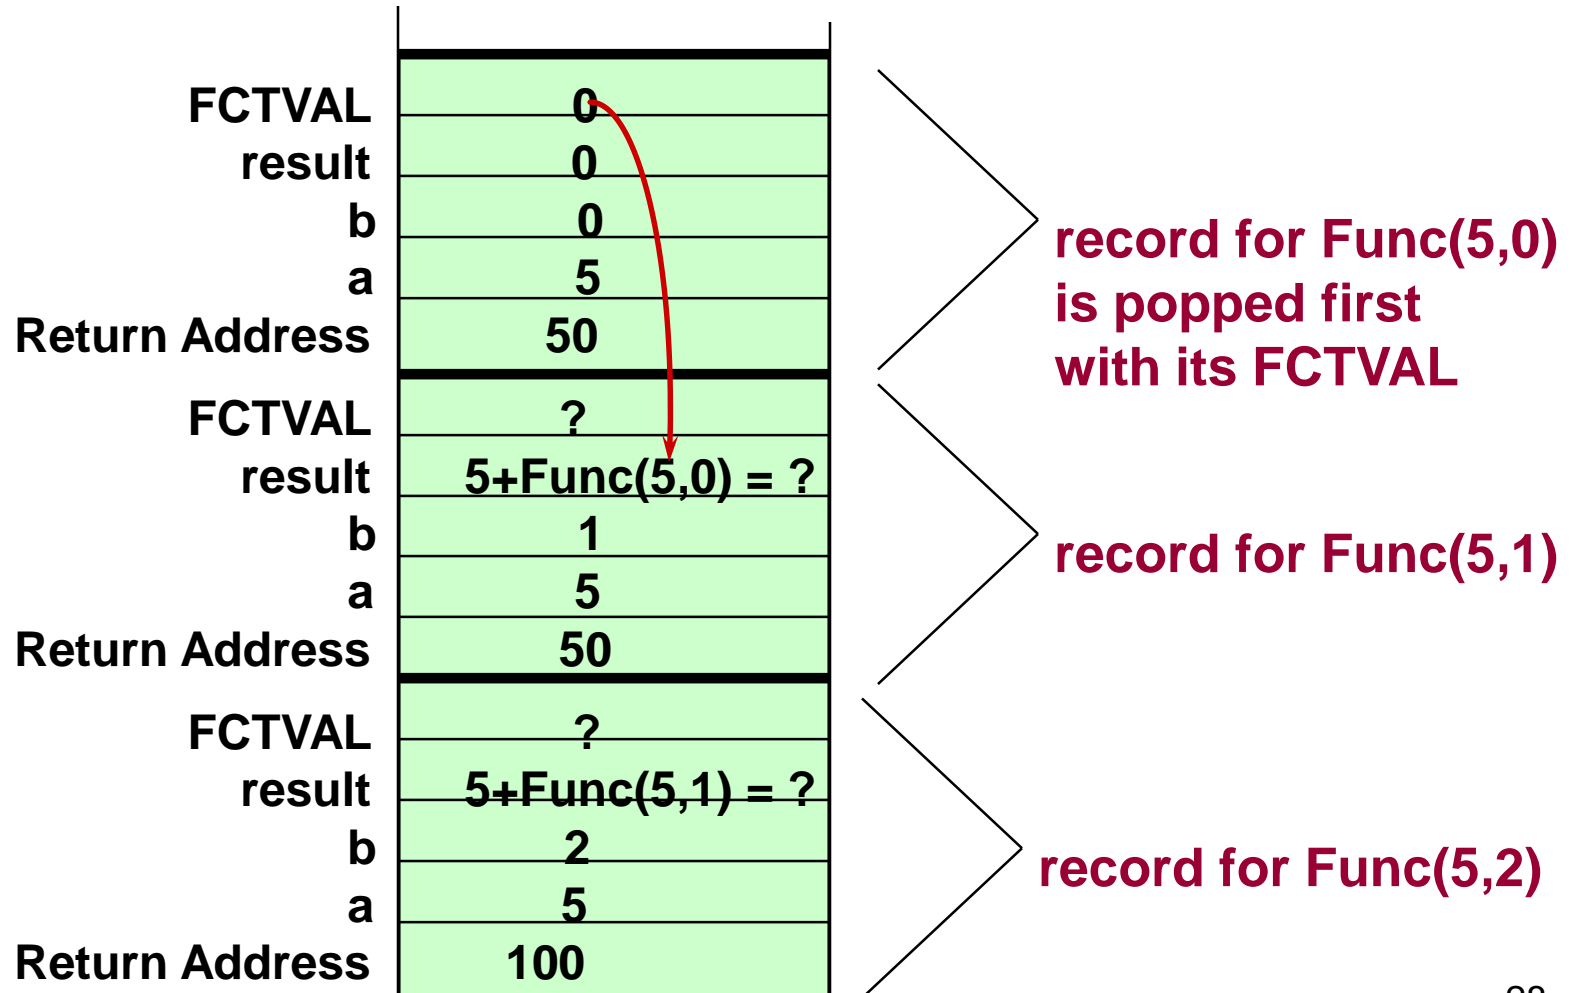 FCTVAL 0
result 0
b 0
a 5
Return Address 50
record for Func(5,0)
is popped first
with its FCTVAL
FCTVAL ?
result 5+Func(5,0) = ?
b 1
a 5
Return Address 50
record for Func(5,1)
FCTVAL ?
result 5+Func(5,1) = ?
b 2
a 5
Return Address 100
record for Func(5,2)